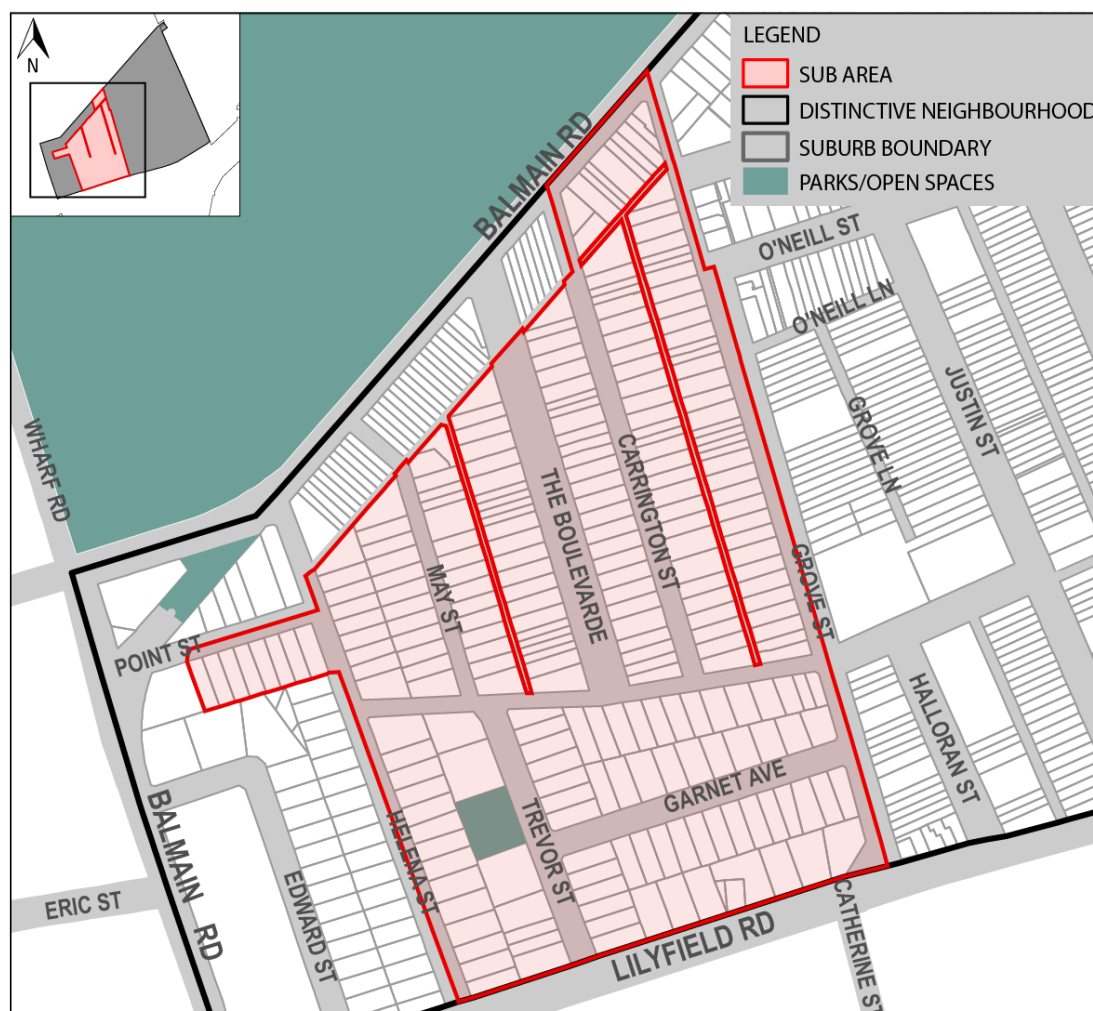 N
LEGEND
SUB AREA
DISTINCTIVE NEIGHBOURHOOD
SUBURB BOUNDARY
PARKS/OPEN SPACES
BALMAIN RD
O'NEILL ST
O'NEILL LN
JUSTIN ST
GROVE LN
WHARF RD
CARRINGTON ST
THE BOULEVARDE
GROVE ST
MAY ST
POINT ST
HALLORAN ST
GARNET AVE
BALMAIN RD
HELENA ST
TREVOR ST
EDWARD ST
ERIC ST
LILYFIELD RD
CATHERINE ST